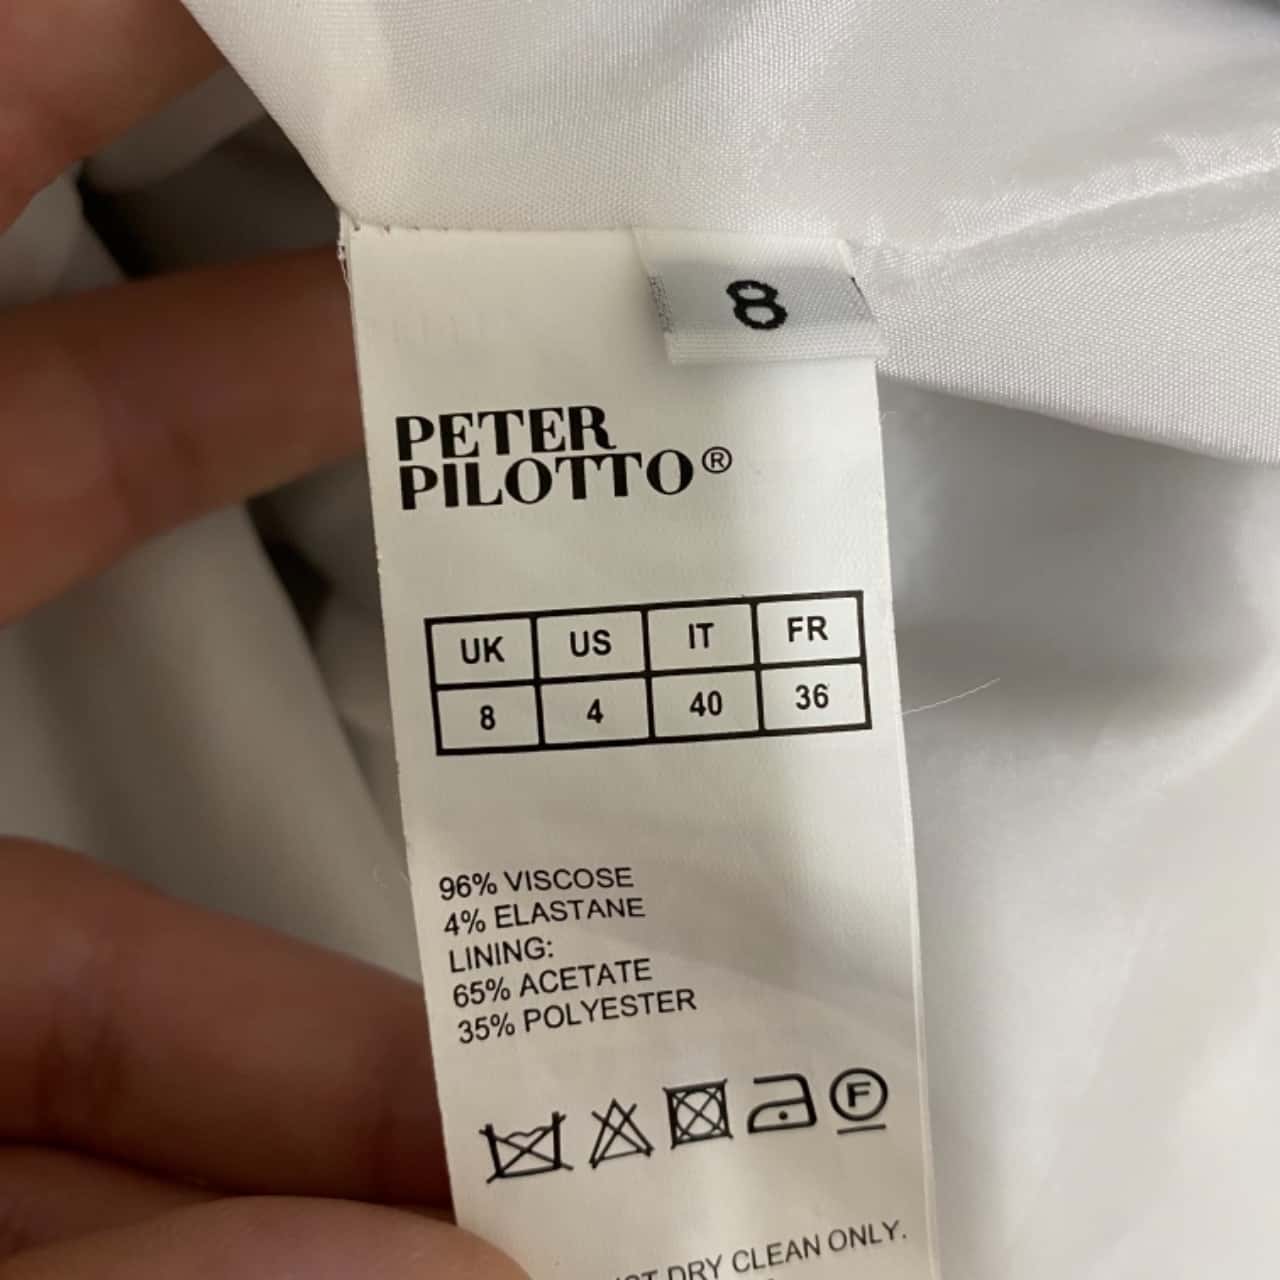 8
PETER
PILOTTO®
UK US IT FR
8 4 40 36
96% VISCOSE
4% ELASTANE
LINING:
65% ACETATE
35% POLYESTER
F
DRY CLEAN ONLY.